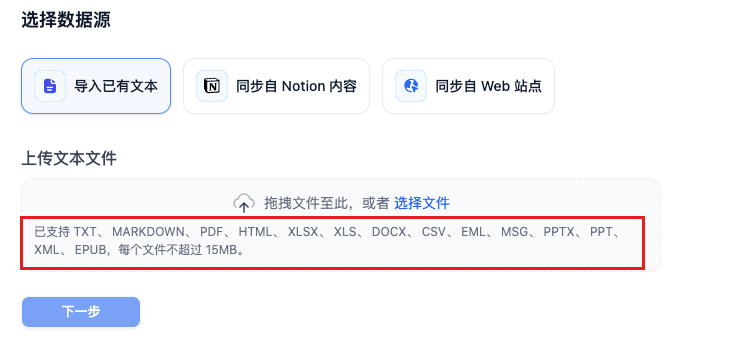 选择数据源
导入已有文本
同步自 Notion 内容
同步自 Web 站点
上传文本文件
拖拽文件至此，或者 选择文件
已支持 TXT、 MARKDOWN、 PDF、 HTML、 XLSX、 XLS、 DOCX、 CSV、 EML、 MSG、 PPTX、 PPT、
XML、 EPUB，每个文件不超过 15MB。
下一步